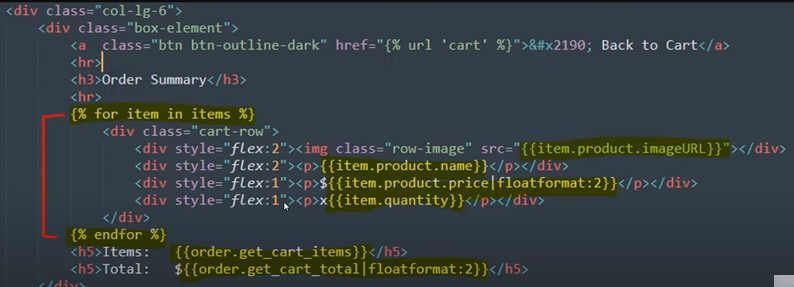 <div class="col-lg-6">
<div class="box-element">
<a  class="btn btn-outline-dark" href="{% url 'cart' %}">&#x2190; Back to Cart</a>
<hr>
<h3>Order Summary</h3>
<hr>
{% for item in items %}
<div class="cart-row">
<div style="flex:2"><img class="row-image" src="{{item.product.imageURL}}"></div>
<div style="flex:2"><p>{{item.product.name}}</p></div>
<div style="flex:1"><p>${{item.product.price|floatformat:2}}</p></div>
<div style="flex:1"><p>x{{item.quantity}}</p></div>
</div>
{% endfor %}
<h5>Items:  {{order.get_cart_items}}</h5>
<h5>Total:  ${{order.get_cart_total|floatformat:2}}</h5>
</div>